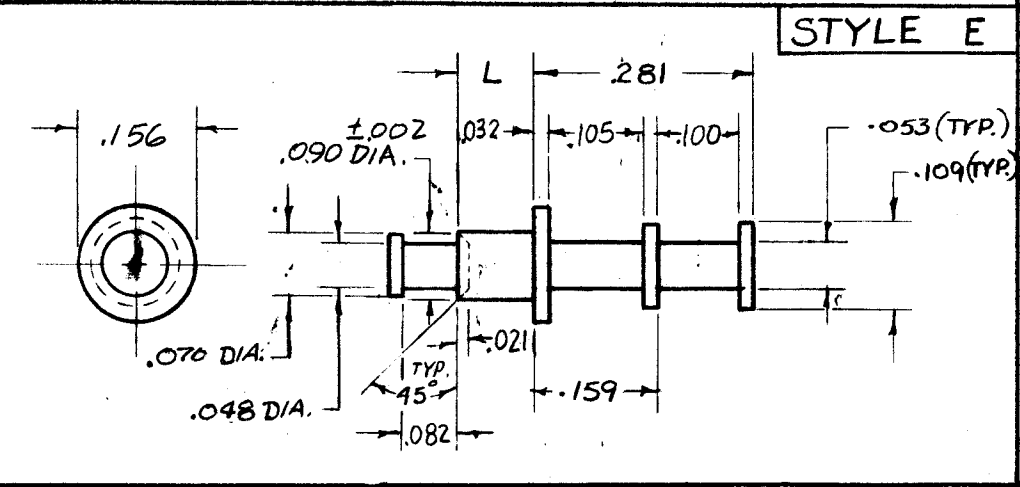 STYLE E
L .281
.156
±.002
.090 DIA.
.032 .105 .100
.053 (TYP.)
.109 (TYP.)
.021
.070 DIA.
TYP.
45°
.159
.048 DIA.
.082